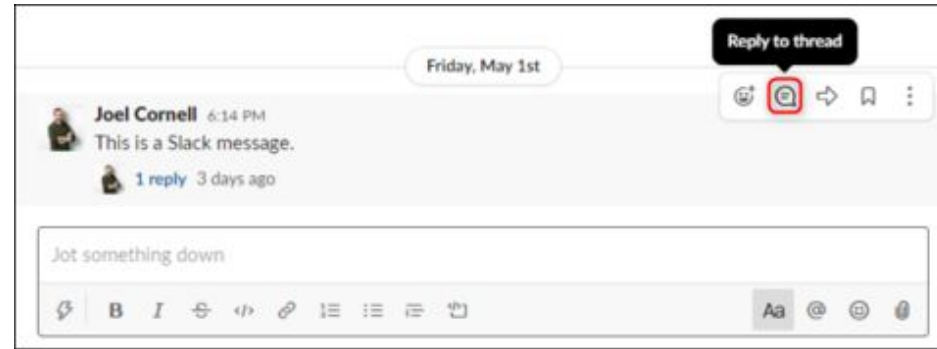 Reply to thread
Friday, May 1st
Joel Cornell 6:14 PM
This is a Slack message.
1 reply 3 days ago
Jot something down
B I S </> Aa @